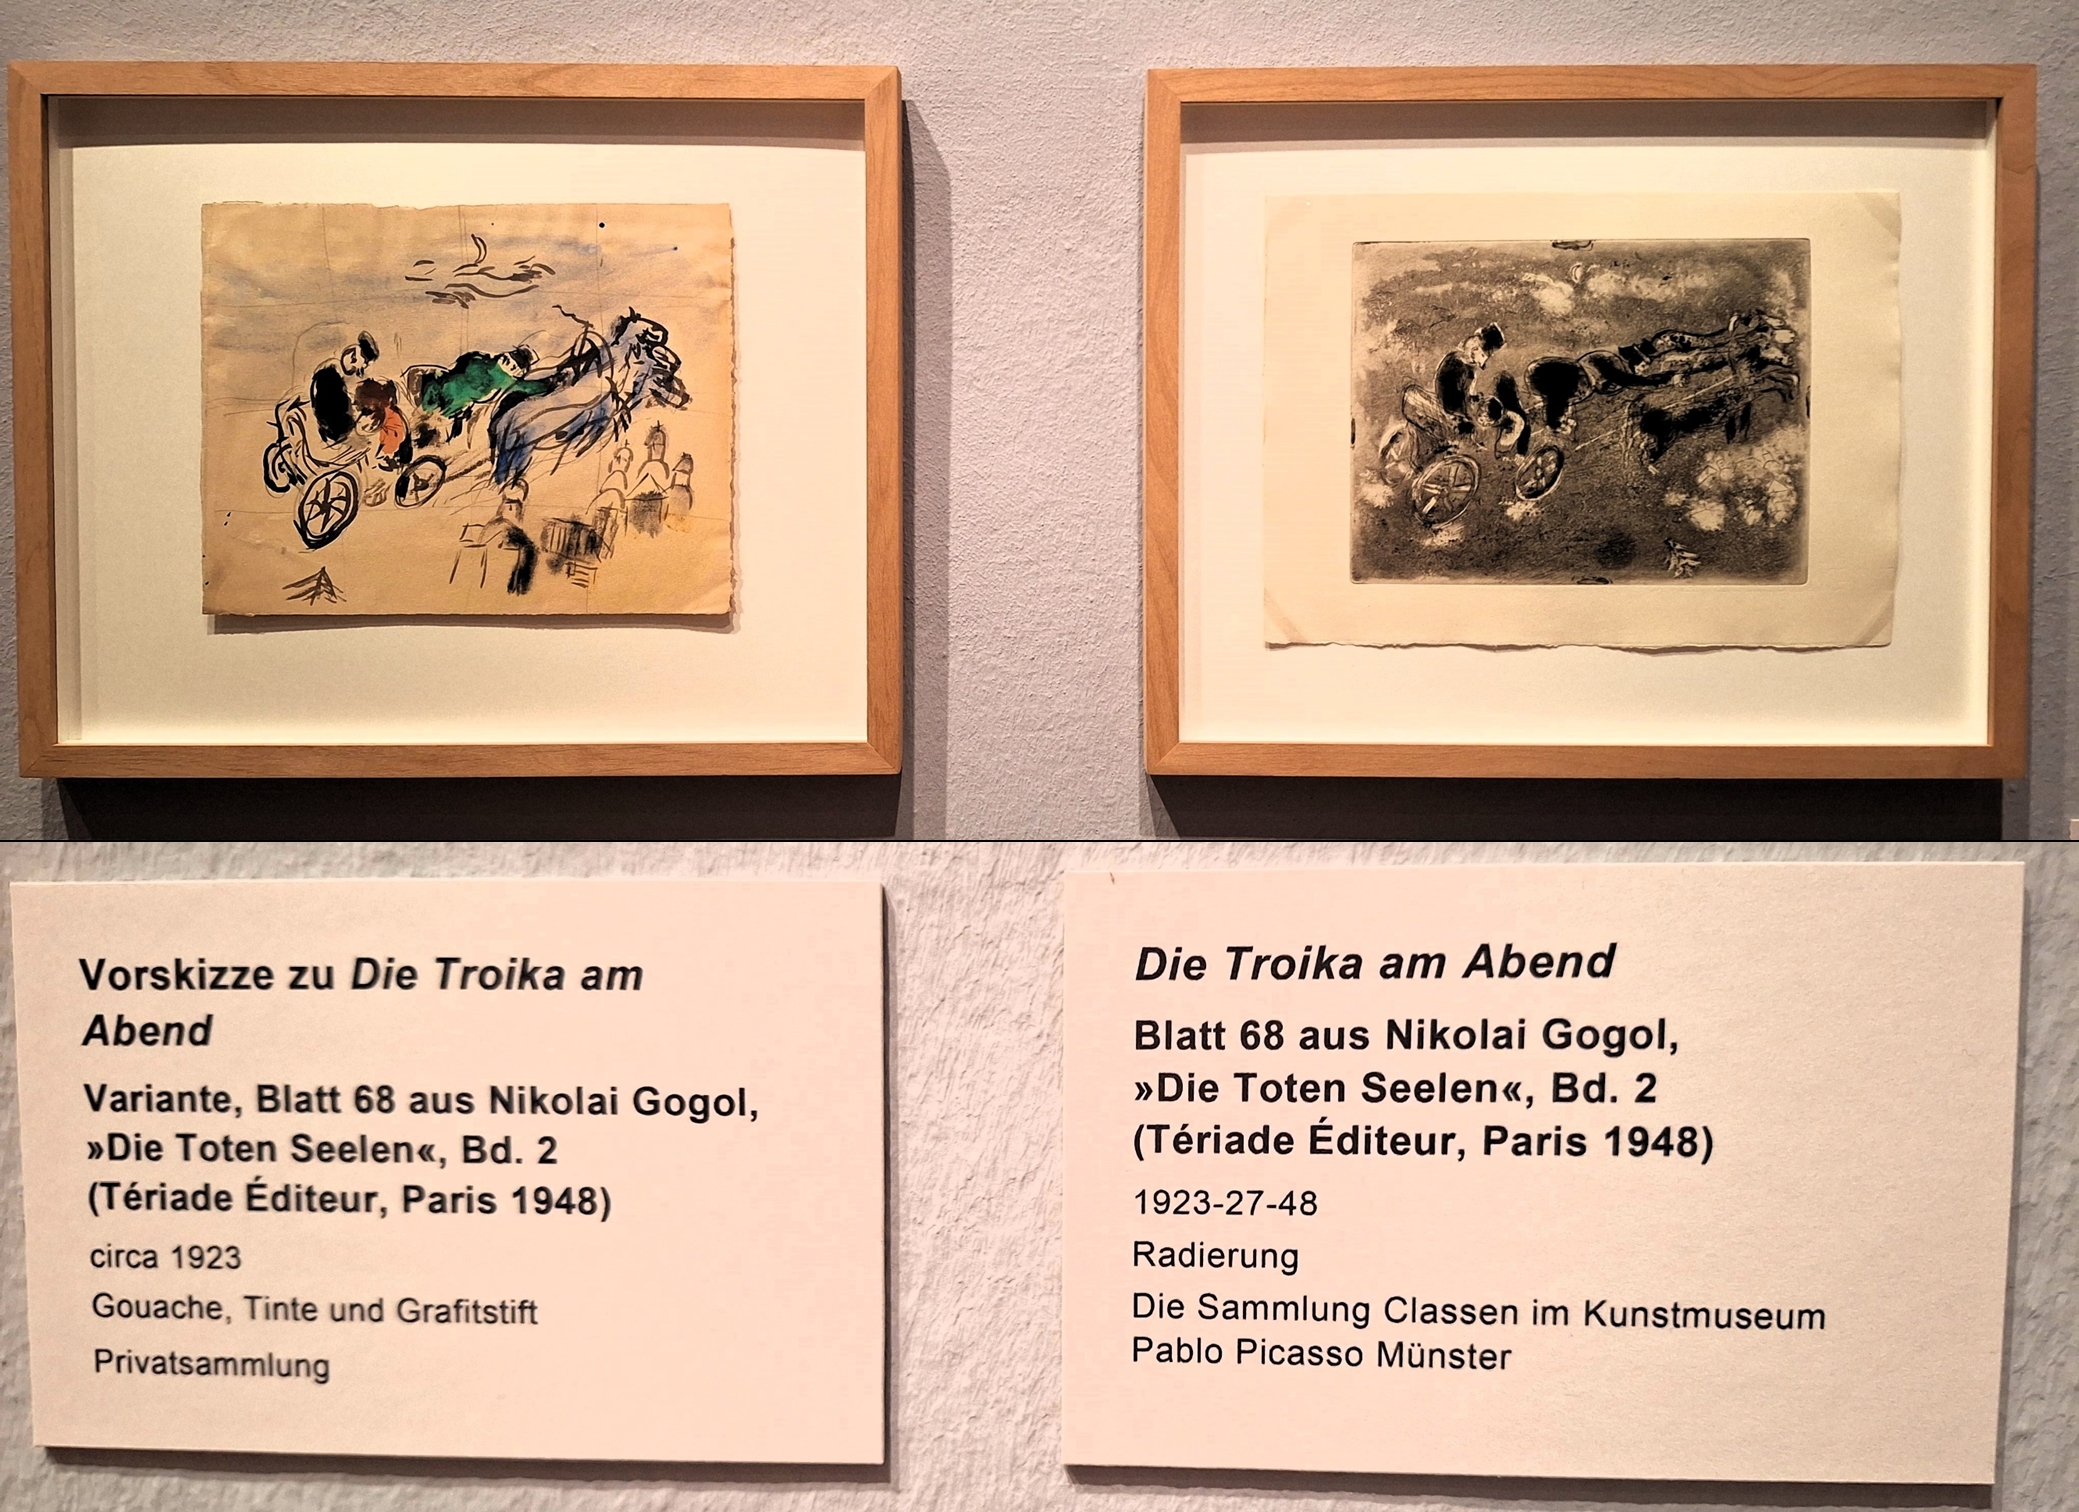 Vorskizze zu Die Troika am
Abend
Variante, Blatt 68 aus Nikolai Gogol,
»Die Toten Seelen«, Bd. 2
(Tériade Éditeur, Paris 1948)
circa 1923
Gouache, Tinte und Grafitstift
Privatsammlung
Die Troika am Abend
Blatt 68 aus Nikolai Gogol,
»Die Toten Seelen«, Bd. 2
(Tériade Éditeur, Paris 1948)
1923-27-48
Radierung
Die Sammlung Classen im Kunstmuseum
Pablo Picasso Münster